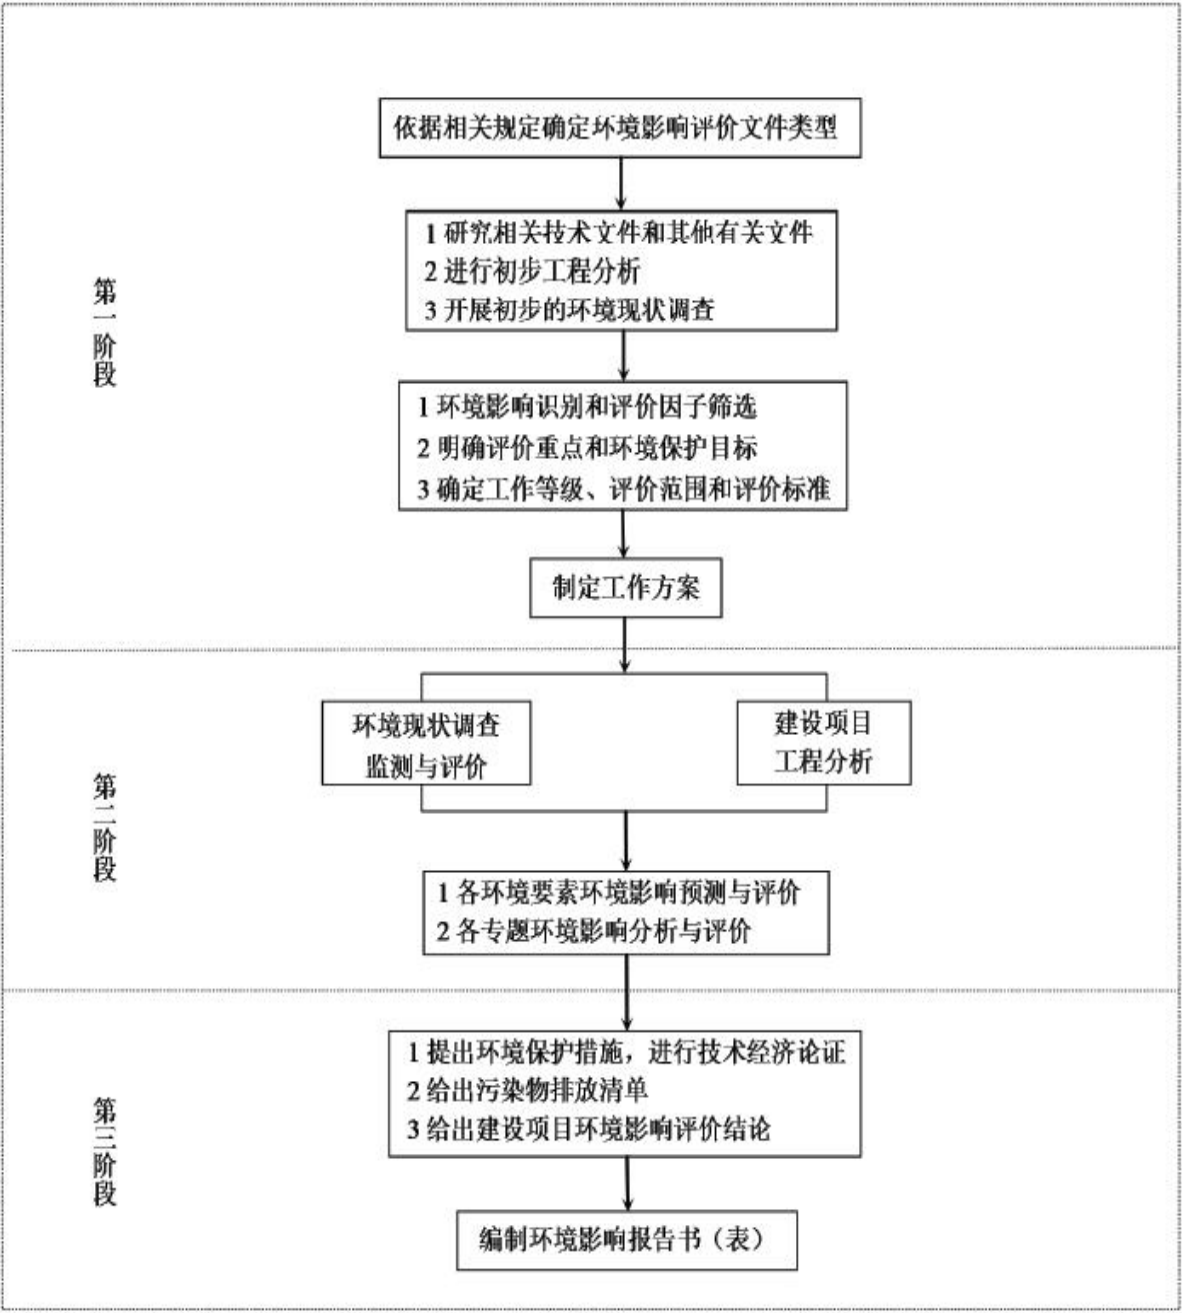 依据相关规定确定环境影响评价文件类型
1 研究相关技术文件和其他有关文件
2 进行初步工程分析
3 开展初步的环境现状调查
第一阶段
1 环境影响识别和评价因子筛选
2 明确评价重点和环境保护目标
3 确定工作等级、评价范围和评价标准
制定工作方案
环境现状调查
监测与评价
建设项目
工程分析
第二阶段
1 各环境要素环境影响预测与评价
2 各专题环境影响分析与评价
1 提出环境保护措施，进行技术经济论证
2 给出污染物排放清单
3 给出建设项目环境影响评价结论
第三阶段
编制环境影响报告书（表）